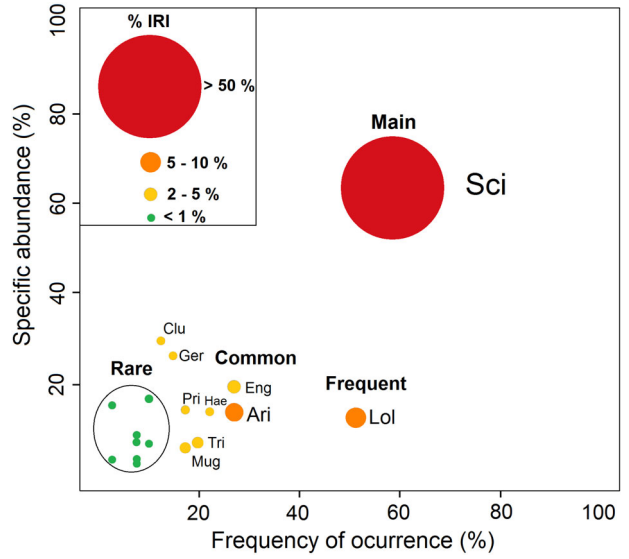 % IRI
> 50 %
5 - 10 %
2 - 5 %
< 1 %
Main
Sci
Clu
Ger
Rare
Common
Eng
Frequent
Pri
Hae
Ari
Lol
Tri
Mug
Specific abundance (%)
100
80
60
40
20
20
40
60
80
100
Frequency of ocurrence (%)